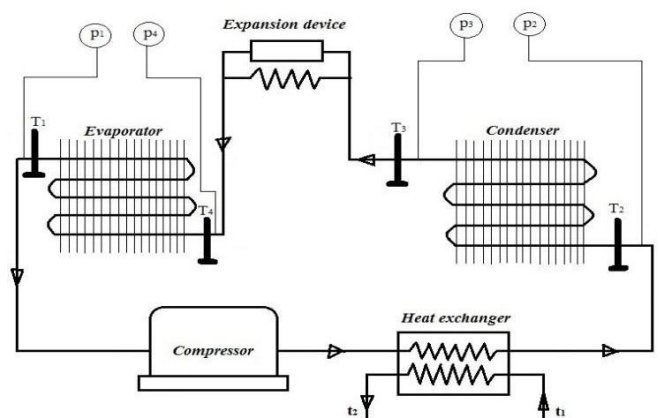 Expansion device
p1
p4
p3
p2
T1
Evaporator
T3
Condenser
T4
T2
Heat exchanger
Compressor
t2
t1